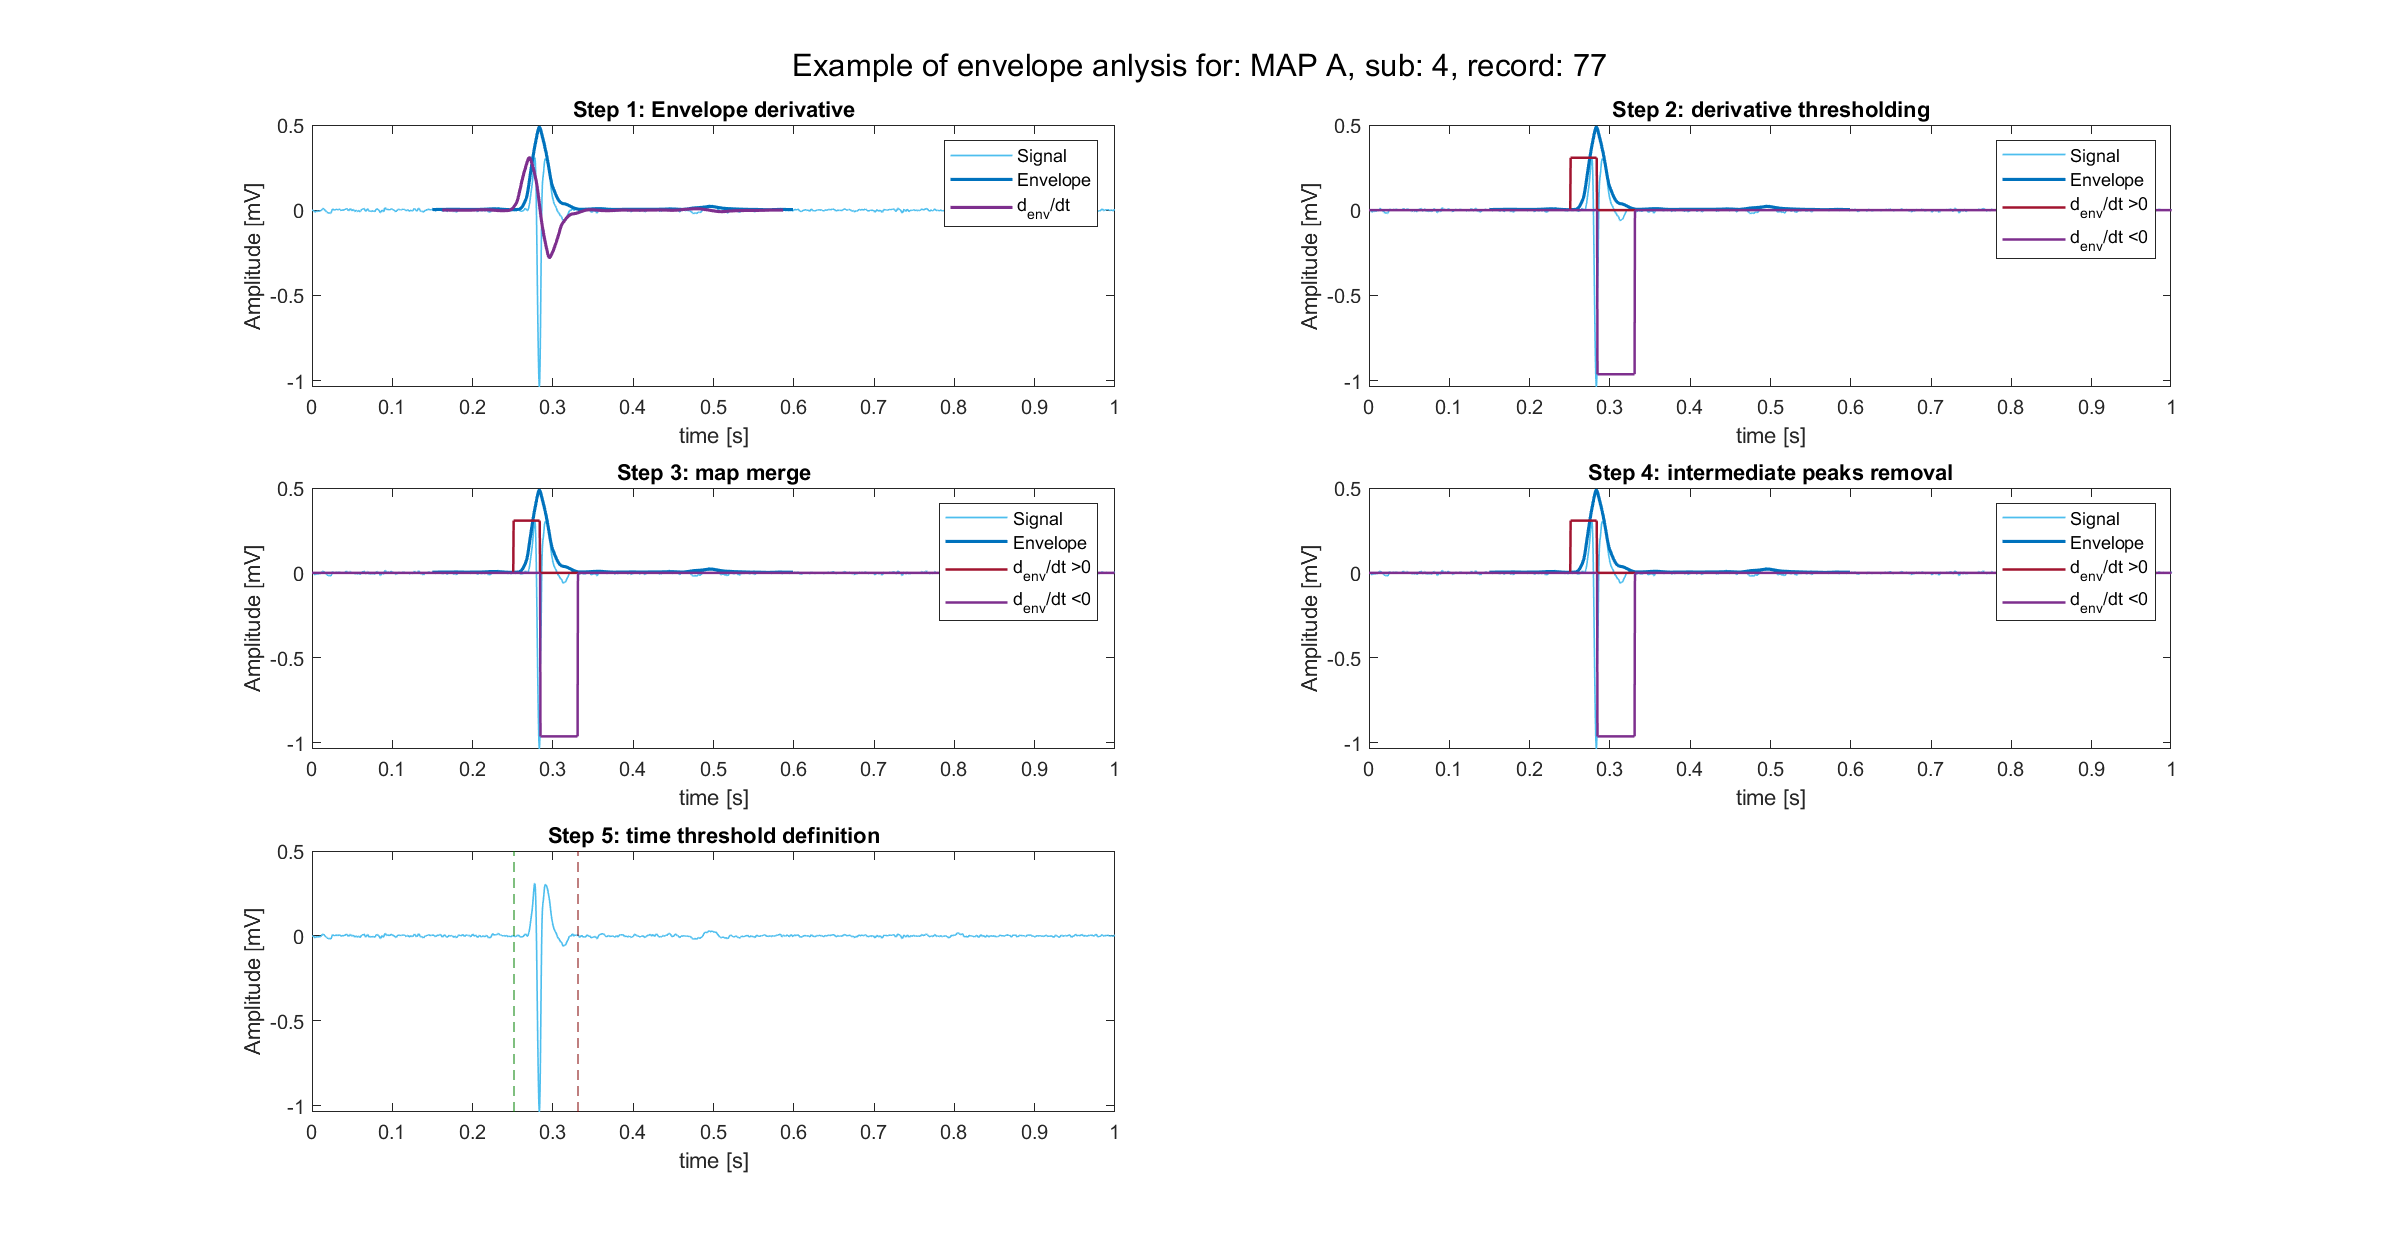 Example of envelope anlysis for: MAP A, sub: 4, record: 77
Step 1: Envelope derivative
0.5
0
-0.5
-1
Amplitude [mV]
Signal
Envelope
d_env/dt
0 0.1 0.2 0.3 0.4 0.5 0.6 0.7 0.8 0.9 1
time [s]
Step 2: derivative thresholding
0.5
0
-0.5
-1
Amplitude [mV]
Signal
Envelope
d_env/dt >0
d_env/dt <0
0 0.1 0.2 0.3 0.4 0.5 0.6 0.7 0.8 0.9 1
time [s]
Step 3: map merge
0.5
0
-0.5
-1
Amplitude [mV]
Signal
Envelope
d_env/dt >0
d_env/dt <0
0 0.1 0.2 0.3 0.4 0.5 0.6 0.7 0.8 0.9 1
time [s]
Step 4: intermediate peaks removal
0.5
0
-0.5
-1
Amplitude [mV]
Signal
Envelope
d_env/dt >0
d_env/dt <0
0 0.1 0.2 0.3 0.4 0.5 0.6 0.7 0.8 0.9 1
time [s]
Step 5: time threshold definition
0.5
0
-0.5
-1
Amplitude [mV]
0 0.1 0.2 0.3 0.4 0.5 0.6 0.7 0.8 0.9 1
time [s]